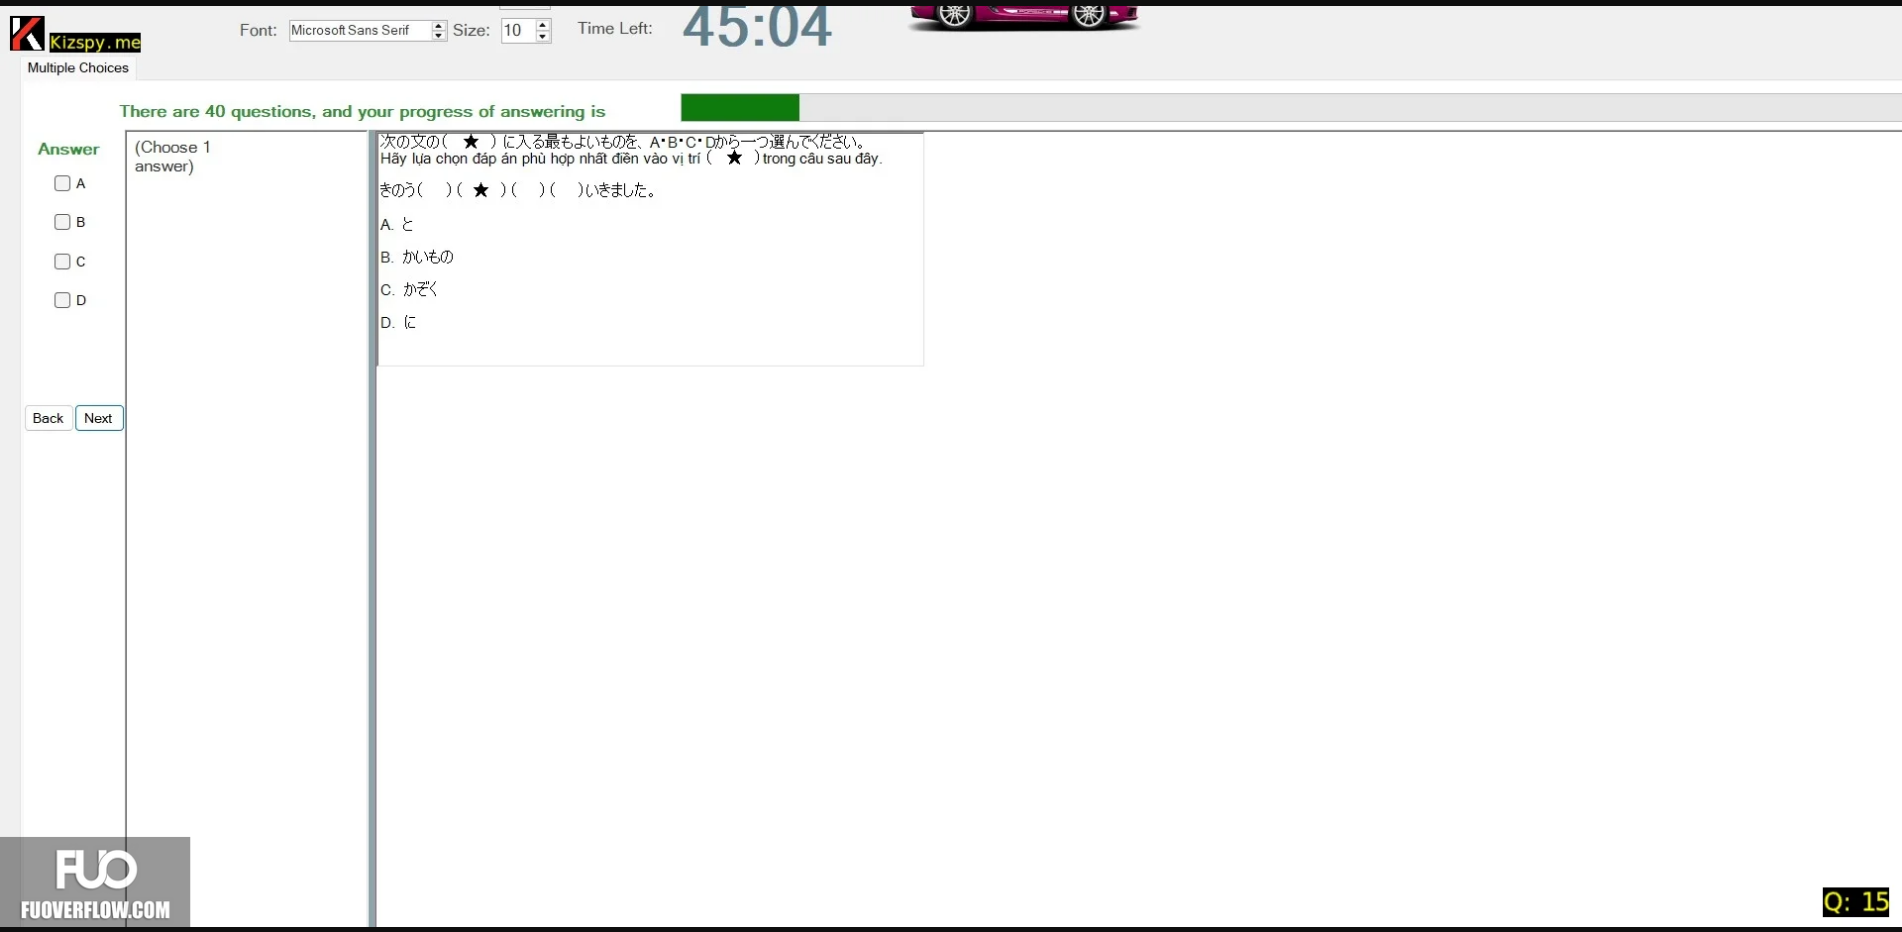 Kizspy.me
Font: Microsoft Sans Serif Size: 10 Time Left: 45:04
Multiple Choices
There are 40 questions, and your progress of answering is
Answer
A
B
C
D
Back Next
(Choose 1
answer)
次の文の( ★ )に入る最もよいものを、A・B・C・Dから一つ選んでください。
Hãy lựa chọn đáp án phù hợp nhất điền vào vị trí ( ★ )trong câu sau đây.
きのう( )( ★ )( )( )いきました。
A. と
B. かいもの
C. かぞく
D. に
FUO
FUOVERFLOW.COM
Q: 15